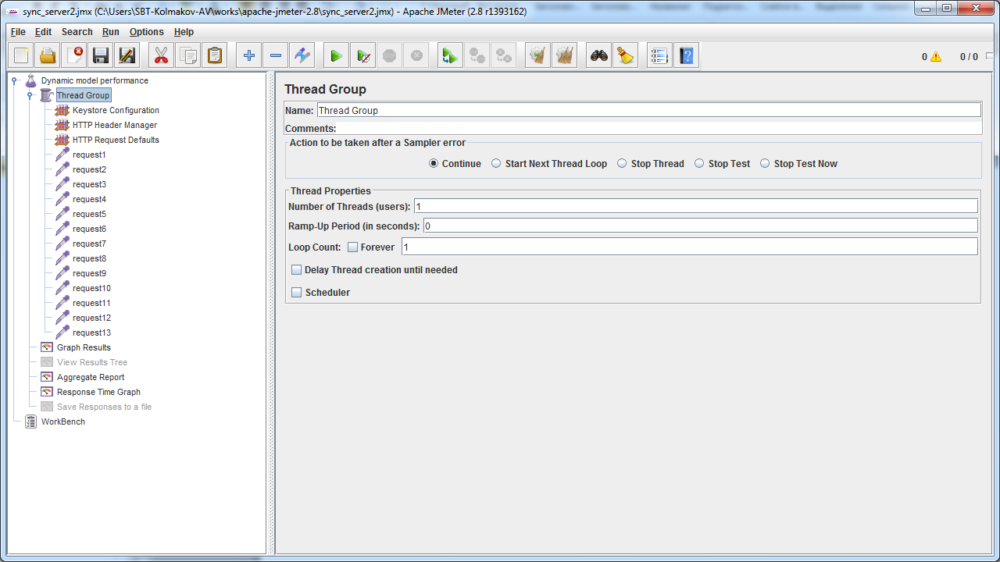 sync_server2.jmx (C:\Users\SBT-Kolmakov-AV\works\apache-jmeter-2.8\sync_server2.jmx) - Apache JMeter (2.8 r1393162)
File Edit Search Run Options Help
0 0 / 0
Dynamic model performance
Thread Group
Keystore Configuration
HTTP Header Manager
HTTP Request Defaults
request1
request2
request3
request4
request5
request6
request7
request8
request9
request10
request11
request12
request13
Graph Results
View Results Tree
Aggregate Report
Response Time Graph
Save Responses to a file
WorkBench
Thread Group
Name: Thread Group
Comments:
Action to be taken after a Sampler error
Continue Start Next Thread Loop Stop Thread Stop Test Stop Test Now
Thread Properties
Number of Threads (users): 1
Ramp-Up Period (in seconds): 0
Loop Count: Forever 1
Delay Thread creation until needed
Scheduler